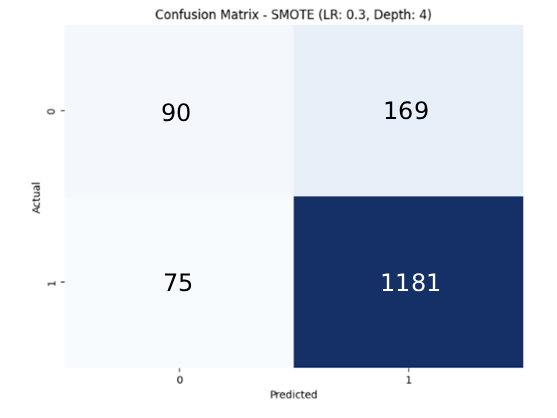 Confusion Matrix - SMOTE (LR: 0.3, Depth: 4)
0
90
169
Actual
1
75
1181
0
1
Predicted